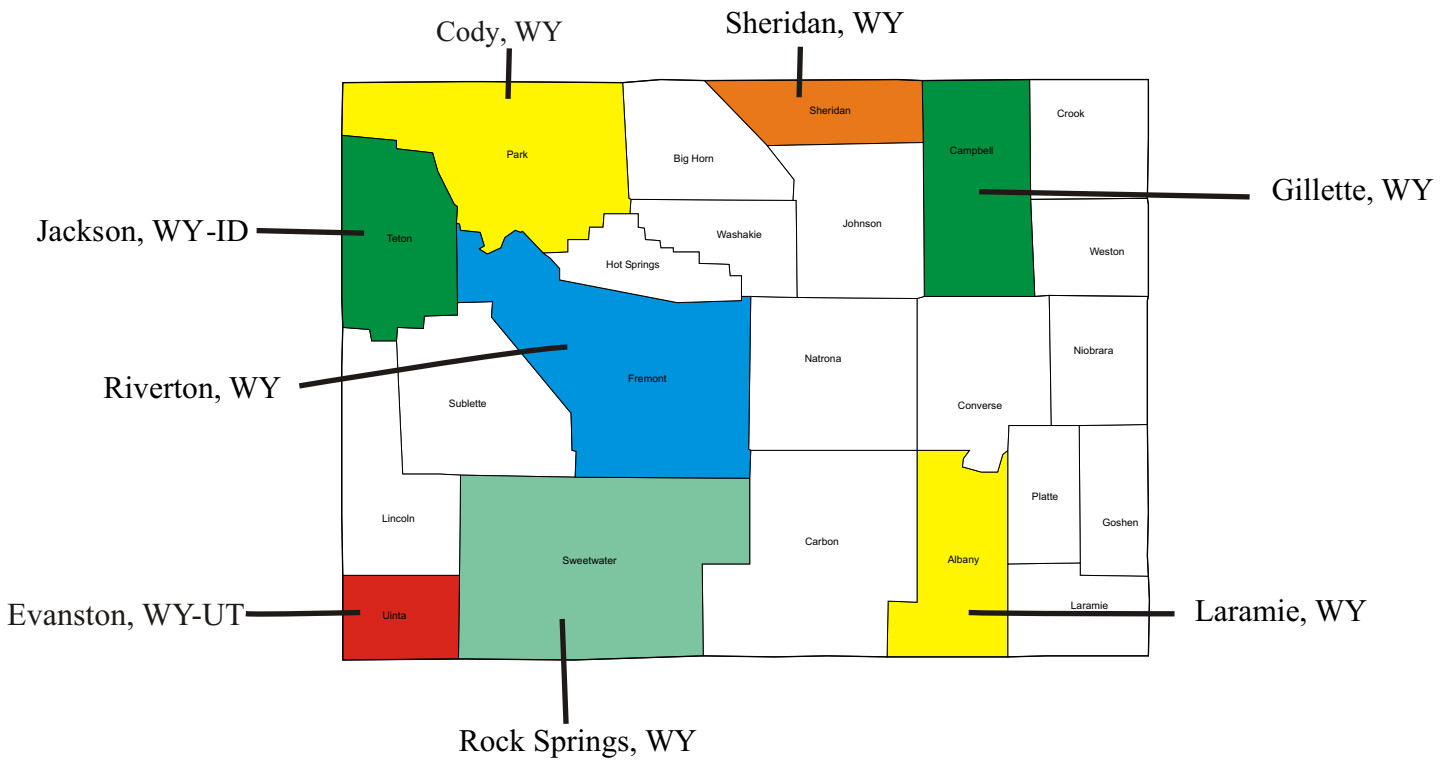 Cody, WY
Sheridan, WY
Sheridan
Crook
Campbell
Park
Big Horn
Gillette, WY
Jackson, WY-ID
Teton
Washakie
Johnson
Hot Springs
Weston
Riverton, WY
Fremont
Natrona
Niobrara
Sublette
Converse
Lincoln
Platte
Goshen
Sweetwater
Carbon
Albany
Laramie
Evanston, WY-UT
Uinta
Laramie, WY
Rock Springs, WY